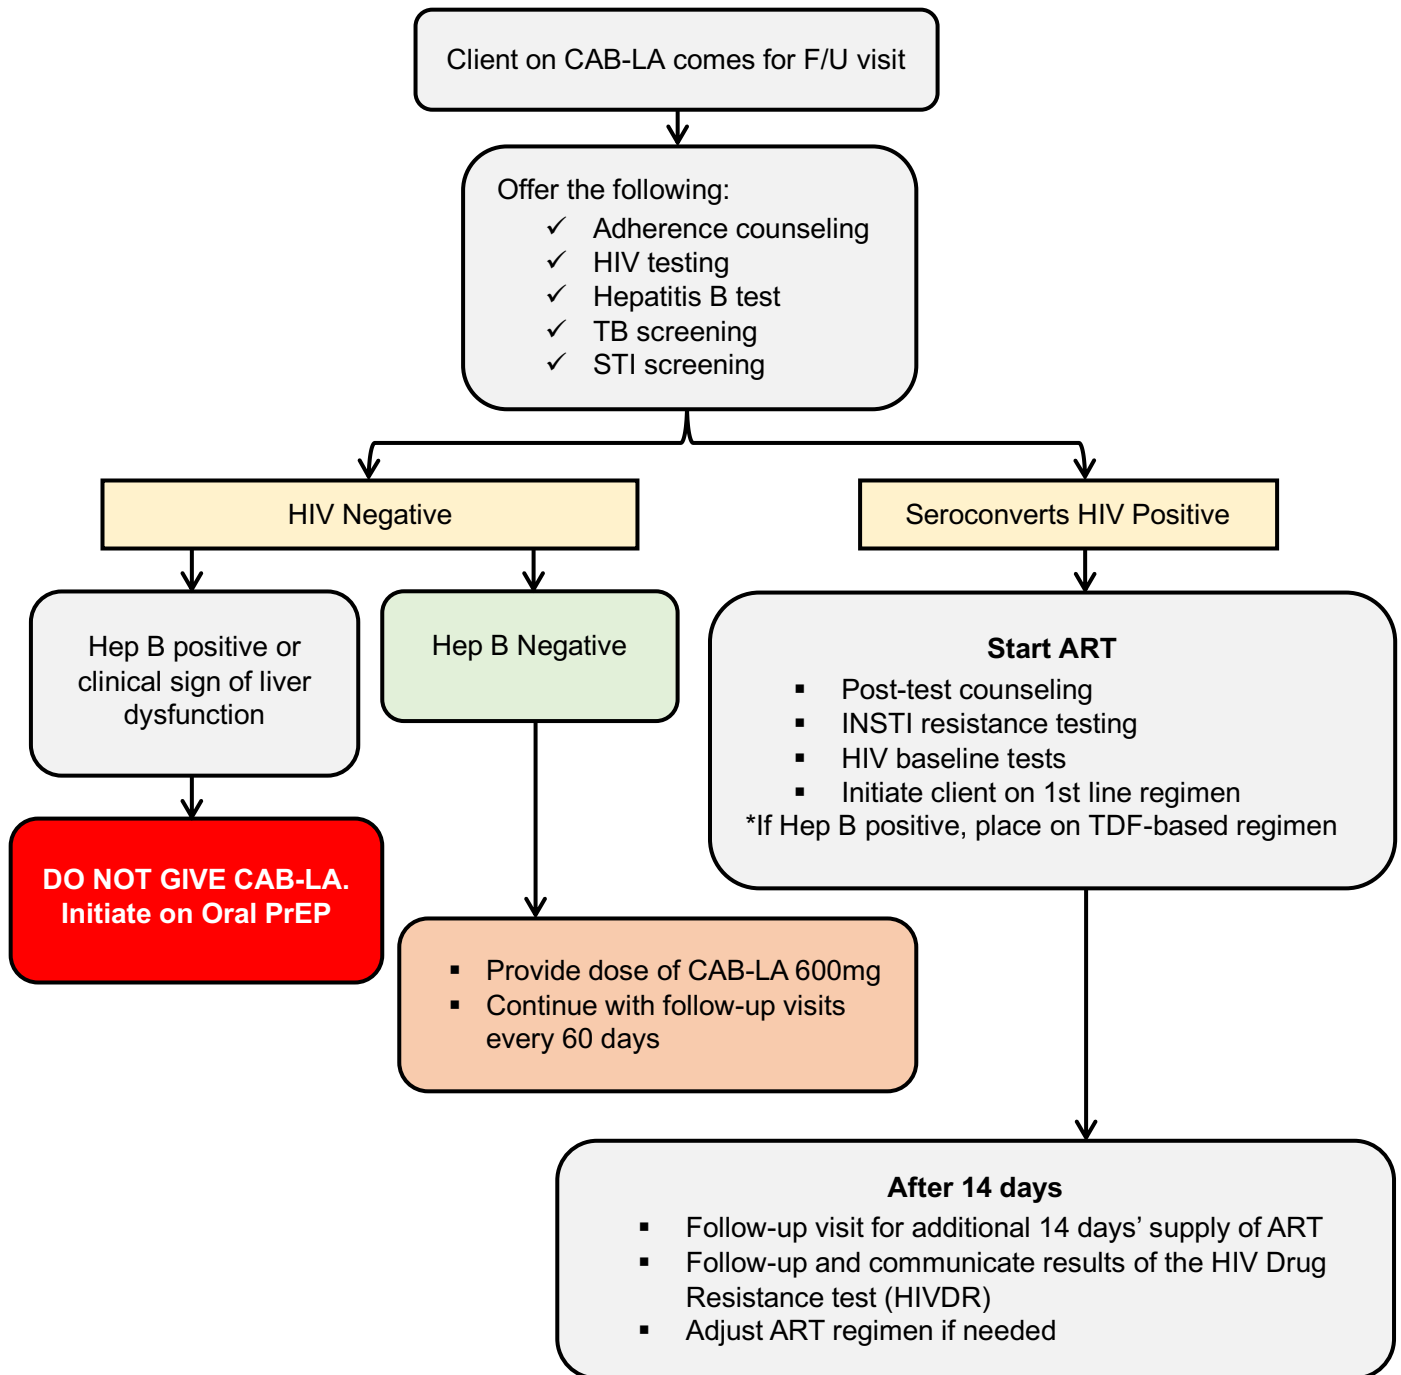 Client on CAB-LA comes for F/U visit
Offer the following:
✓ Adherence counseling
✓ HIV testing
✓ Hepatitis B test
✓ TB screening
✓ STI screening
HIV Negative
Seroconverts HIV Positive
Hep B positive or
clinical sign of liver
dysfunction
Hep B Negative
Start ART
▪ Post-test counseling
▪ INSTI resistance testing
▪ HIV baseline tests
▪ Initiate client on 1st line regimen
*If Hep B positive, place on TDF-based regimen
DO NOT GIVE CAB-LA.
Initiate on Oral PrEP
▪ Provide dose of CAB-LA 600mg
▪ Continue with follow-up visits
every 60 days
After 14 days
▪ Follow-up visit for additional 14 days’ supply of ART
▪ Follow-up and communicate results of the HIV Drug
Resistance test (HIVDR)
▪ Adjust ART regimen if needed